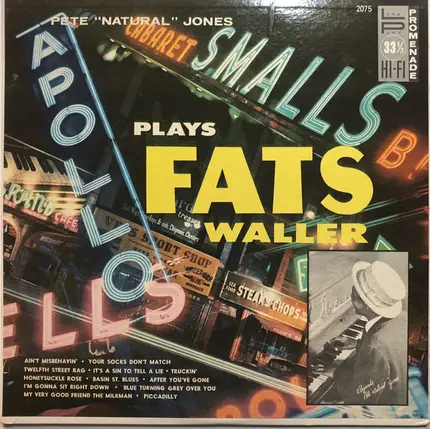 PETE "NATURAL" JONES
2075
LONG PLAY
33⅓
HI-FI
PROMENADE
CABARET
SMALLS
APOLLO
PLAYS
FATS
WALLER
STEAKS-CHOPS
ELLS
AIN'T MISBEHAVIN' • YOUR SOCKS DON'T MATCH
TWELFTH STREET RAG • IT'S A SIN TO TELL A LIE • TRUCKIN'
HONEYSUCKLE ROSE • BASIN ST. BLUES • AFTER YOU'VE GONE
I'M GONNA SIT RIGHT DOWN • BLUE TURNING GREY OVER YOU
MY VERY GOOD FRIEND THE MILKMAN • PICCADILLY